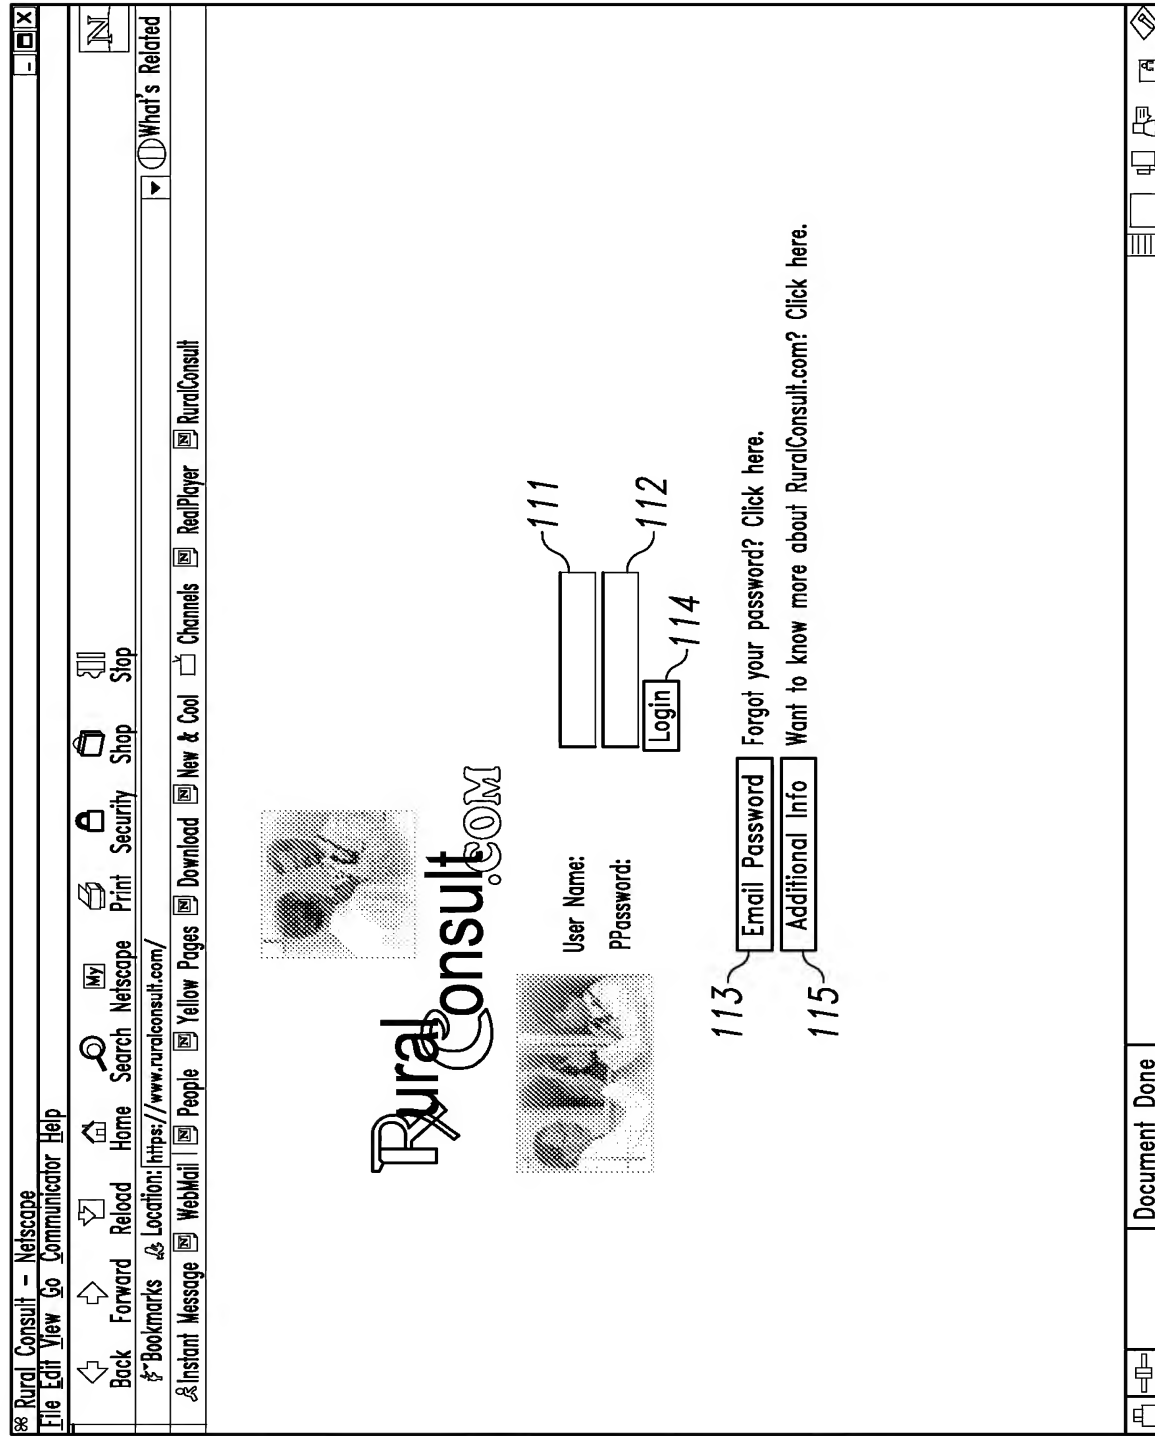 Rural Consult - Netscape
File Edit View Go Communicator Help
N
Back Forward Reload Home Search Netscape Print Security Shop Stop
My
Bookmarks Location: https://www.ruralconsult.com/ What's Related
Instant Message N WebMail N People N Yellow Pages N Download N New & Cool Channels N RealPlayer N RuralConsult
Rural
Consult
.COM
User Name: 111
PPassword: 112
Login 114
113 Email Password Forgot your password? Click here.
115 Additional Info Want to know more about RuralConsult.com? Click here.
Document Done